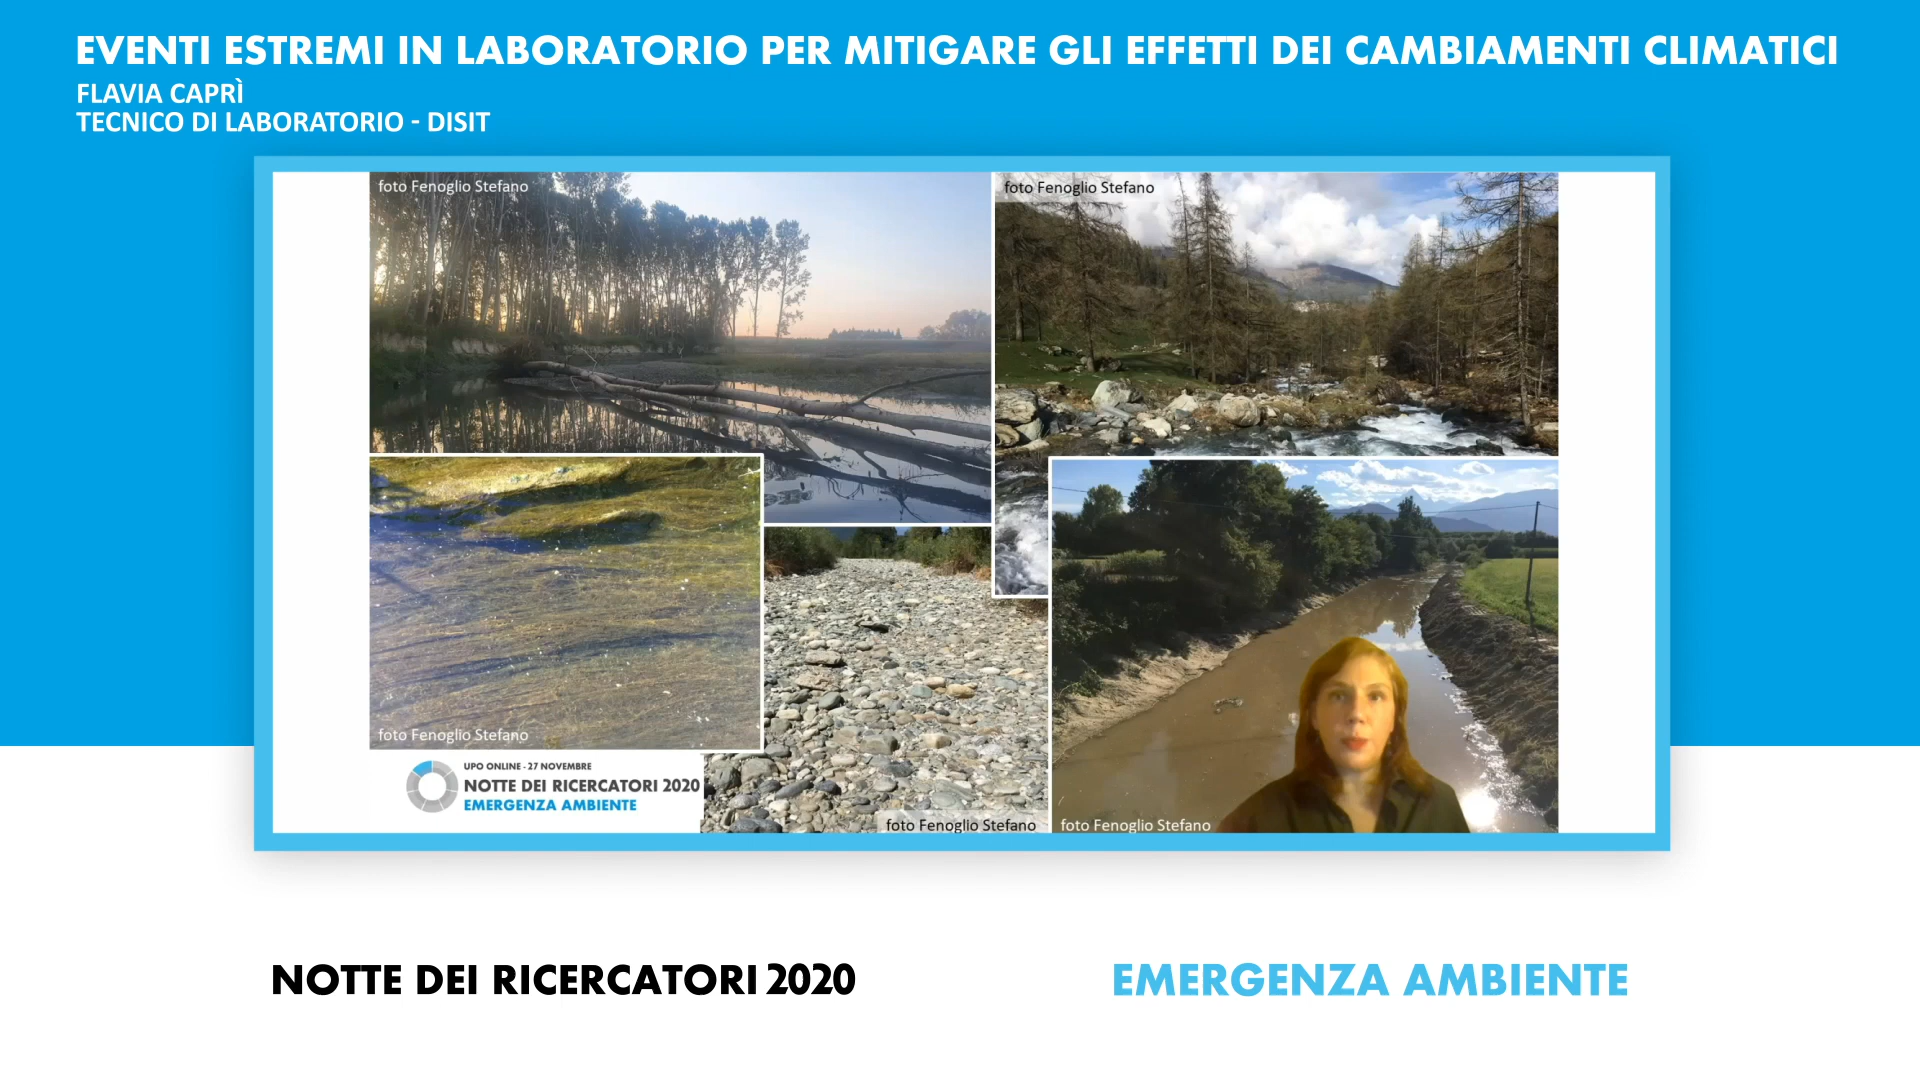 EVENTI ESTREMI IN LABORATORIO PER MITIGARE GLI EFFETTI DEI CAMBIAMENTI CLIMATICI
FLAVIA CAPRÌ
TECNICO DI LABORATORIO - DISIT
foto Fenoglio Stefano
foto Fenoglio Stefano
foto Fenoglio Stefano
UPO ONLINE - 27 NOVEMBRE
NOTTE DEI RICERCATORI 2020
EMERGENZA AMBIENTE
foto Fenoglio Stefano
foto Fenoglio Stefano
NOTTE DEI RICERCATORI 2020
EMERGENZA AMBIENTE